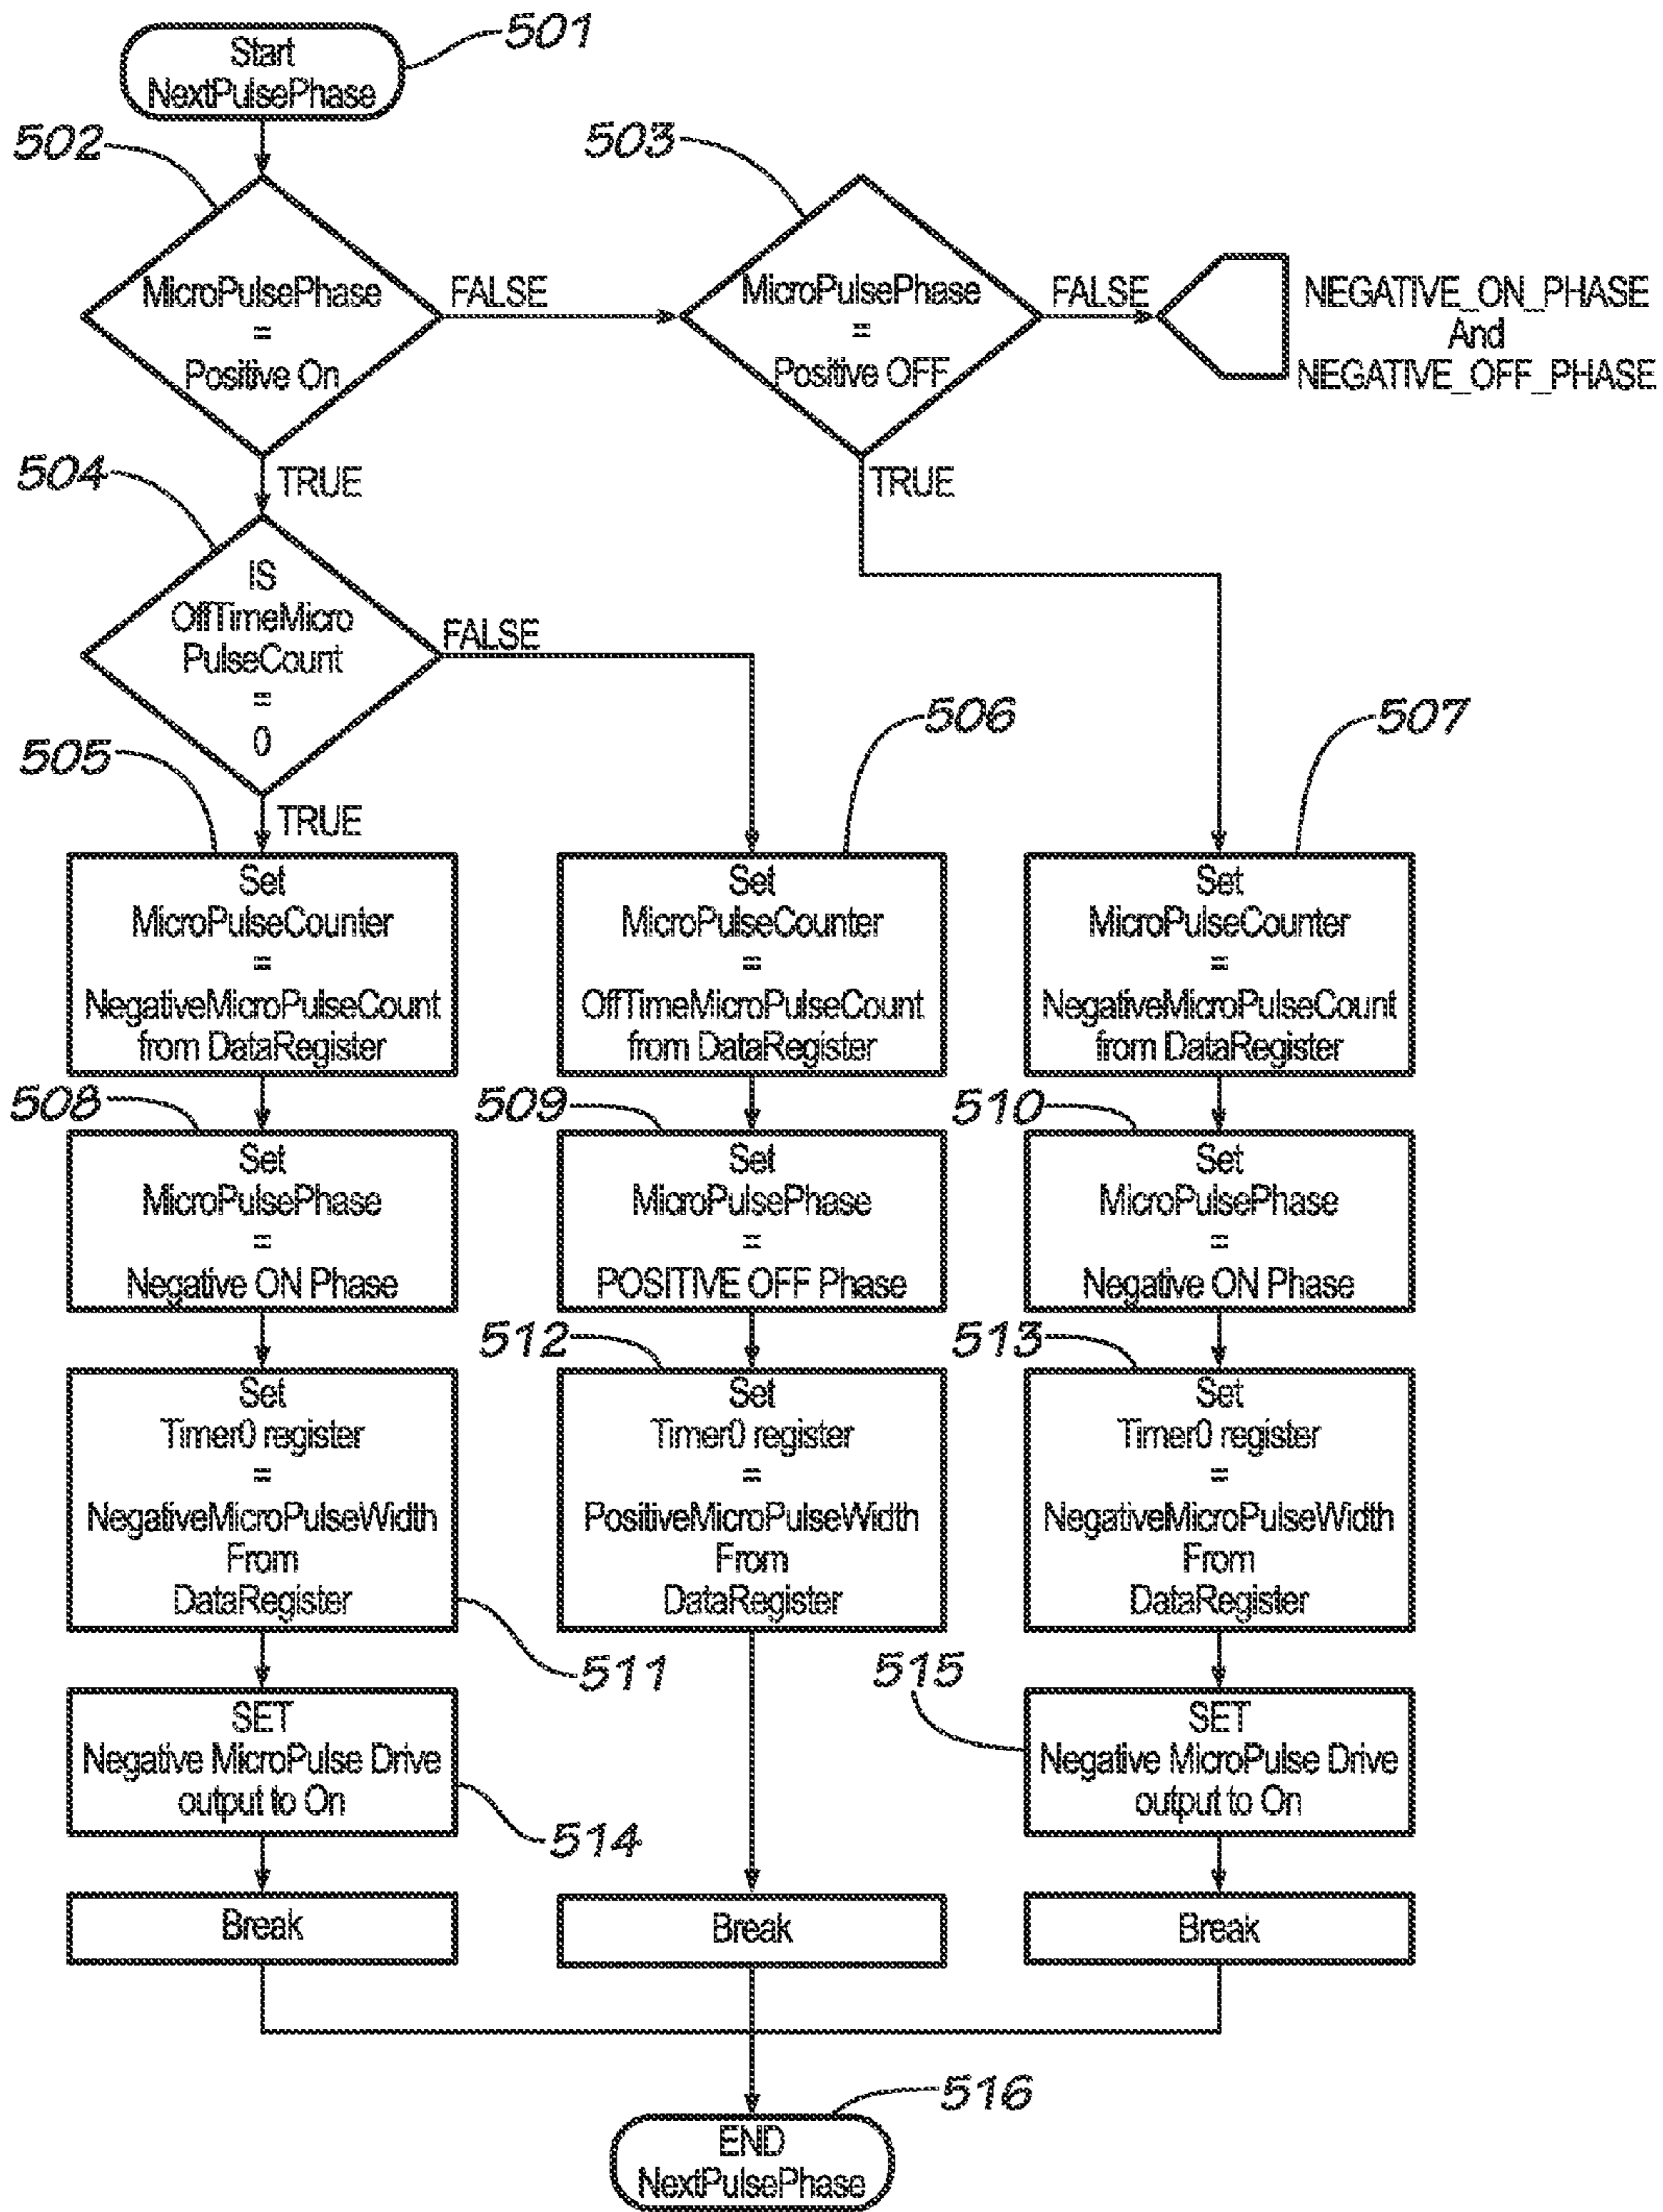 501
Start
NextPulsePhase
502
503
MicroPulsePhase
=
Positive On
FALSE
MicroPulsePhase
=
Positive OFF
FALSE
NEGATIVE_ON_PHASE
And
NEGATIVE_OFF_PHASE
TRUE
TRUE
504
IS
OffTimeMicro
PulseCount
=
0
FALSE
TRUE
505
506
507
Set
MicroPulseCounter
=
NegativeMicroPulseCount
from DataRegister
Set
MicroPulseCounter
=
OffTimeMicroPulseCount
from DataRegister
Set
MicroPulseCounter
=
NegativeMicroPulseCount
from DataRegister
508
509
510
Set
MicroPulsePhase
=
Negative ON Phase
Set
MicroPulsePhase
=
POSITIVE OFF Phase
Set
MicroPulsePhase
=
Negative ON Phase
512
513
Set
Timer0 register
=
NegativeMicroPulseWidth
From
DataRegister
Set
Timer0 register
=
PositiveMicroPulseWidth
From
DataRegister
Set
Timer0 register
=
NegativeMicroPulseWidth
From
DataRegister
511
515
SET
Negative MicroPulse Drive
output to On
SET
Negative MicroPulse Drive
output to On
514
Break
Break
Break
516
END
NextPulsePhase